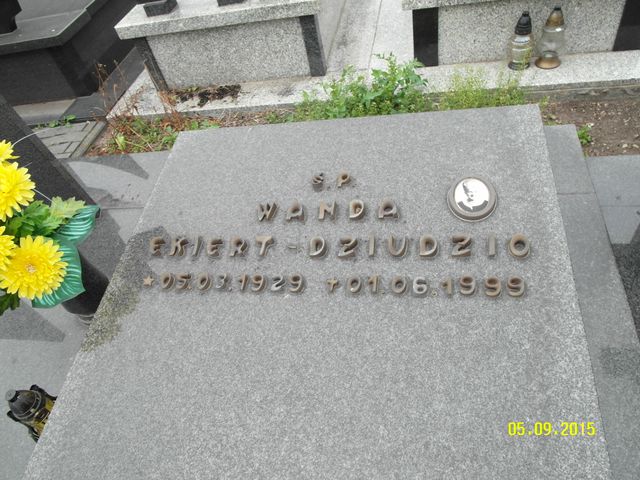 Ś.P.
WANDA
EKIERT-DZIUDZIO
* 05.03.1929 ✝ 01.06.1999
05.09.2015